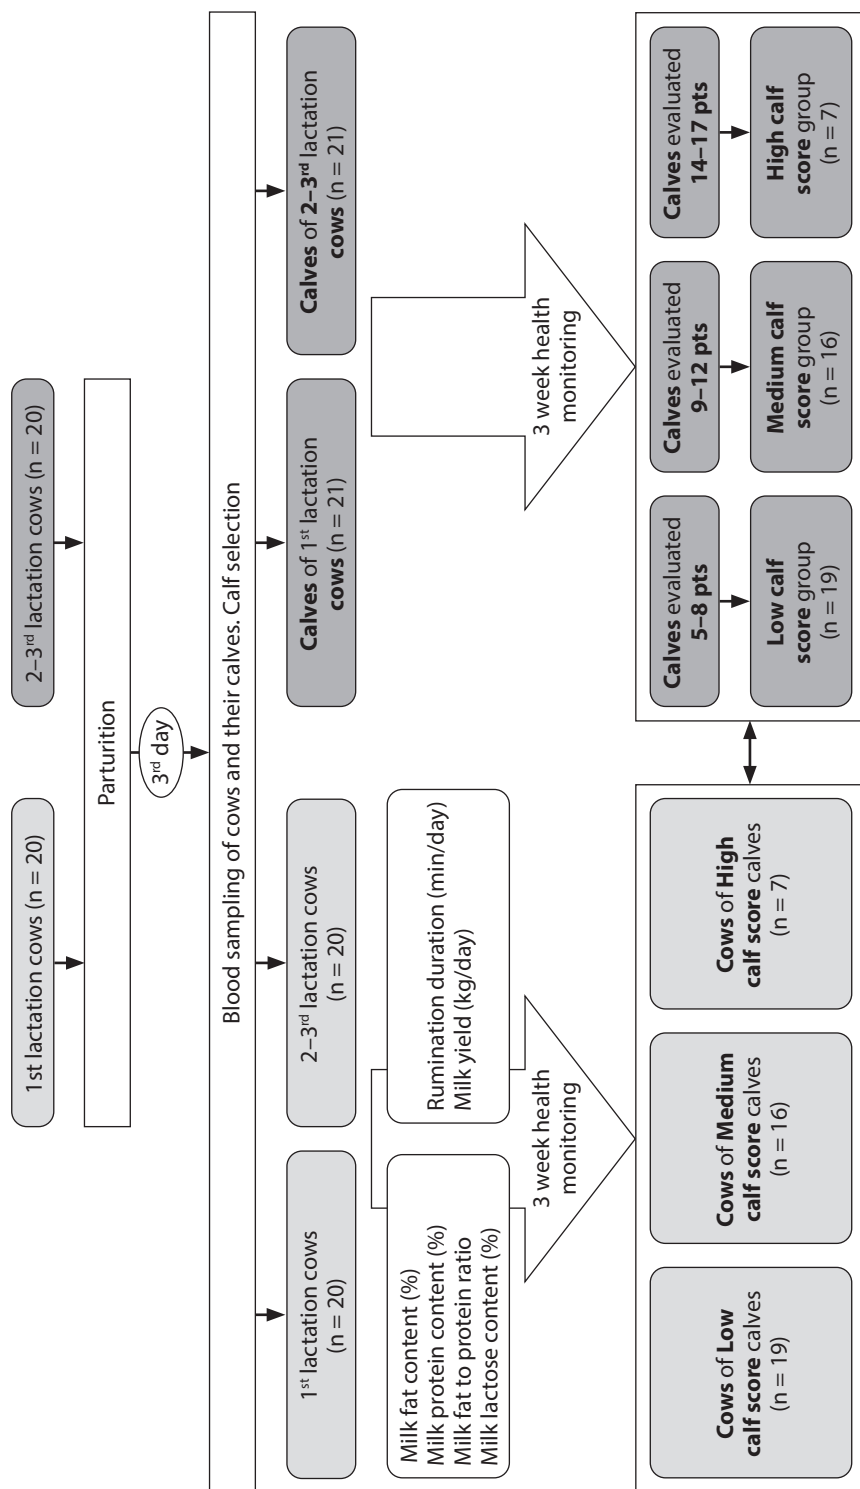 1st lactation cows (n = 20)
2–3rd lactation cows (n = 20)
Parturition
3rd day
Blood sampling of cows and their calves. Calf selection
1st lactation cows
(n = 20)
2–3rd lactation cows
(n = 20)
Calves of 1st lactation
cows (n = 21)
Calves of 2–3rd lactation
cows (n = 21)
Milk fat content (%)
Milk protein content (%)
Milk fat to protein ratio
Milk lactose content (%)
Rumination duration (min/day)
Milk yield (kg/day)
3 week health
monitoring
3 week health
monitoring
Cows of Low
calf score calves
(n = 19)
Cows of Medium
calf score calves
(n = 16)
Cows of High
calf score calves
(n = 7)
Calves evaluated
5–8 pts
Calves evaluated
9–12 pts
Calves evaluated
14–17 pts
Low calf
score group
(n = 19)
Medium calf
score group
(n = 16)
High calf
score group
(n = 7)